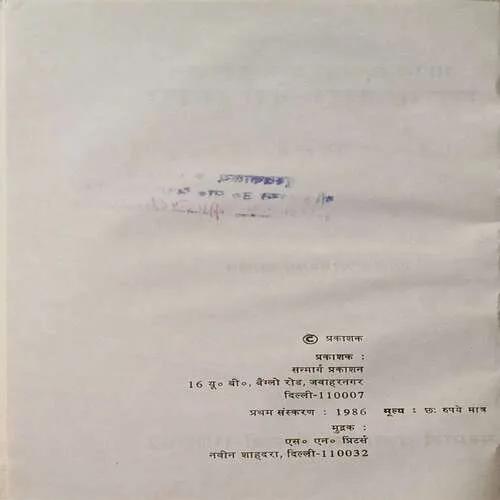 © प्रकाशक
प्रकाशक :
सन्मार्ग प्रकाशन
16 यू० बी०, बैंग्लो रोड, जवाहरनगर
दिल्ली-110007
प्रथम संस्करण : 1986 मूल्य : छः रुपये मात्र
मुद्रक :
एस० एन० प्रिंटर्स
नवीन शाहदरा, दिल्ली-110032